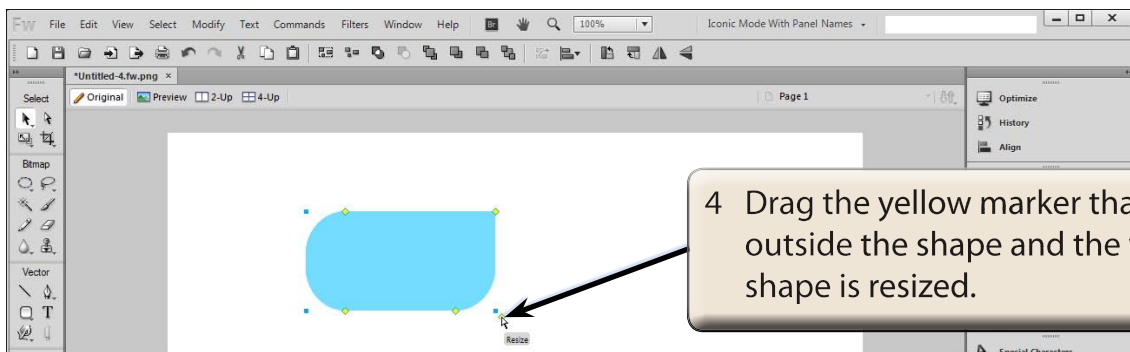 Fw File Edit View Select Modify Text Commands Filters Window Help Br 100% Iconic Mode With Panel Names
*Untitled-4.fw.png ×
Select Original Preview 2-Up 4-Up Page 1 Optimize
History
Align
Bitmap
4 Drag the yellow marker tha
outside the shape and the
shape is resized.
Vector
Resize
Special Characters